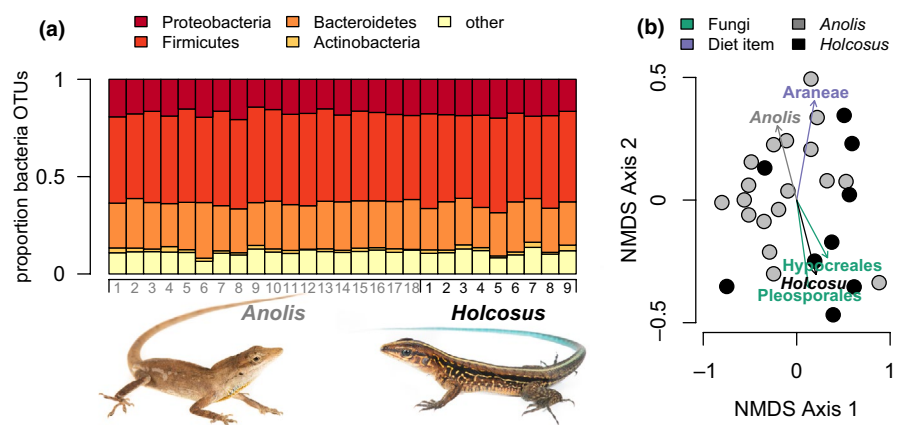 (a)
Proteobacteria
Bacteroidetes
other
Firmicutes
Actinobacteria
proportion bacteria OTUs
1
0.5
0
1 2 3 4 5 6 7 8 9 10 11 12 13 14 15 16 17 18 1 2 3 4 5 6 7 8 9
Anolis
Holcosus
(b)
Fungi
Anolis
Diet item
Holcosus
NMDS Axis 2
0.5
0
−0.5
Araneae
Anolis
Hypocreales
Holcosus
Pleosporales
−1 0 1
NMDS Axis 1